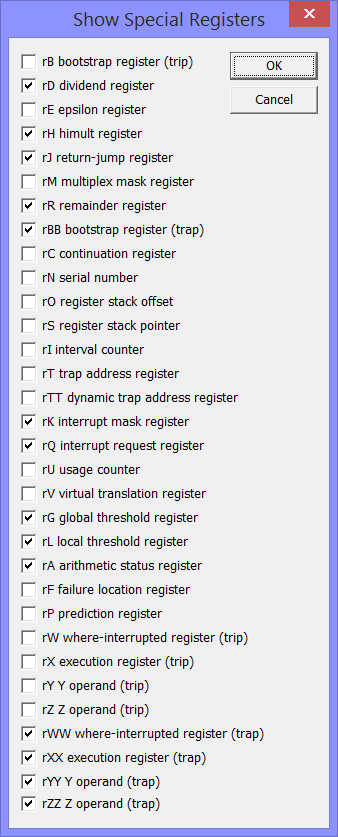 Show Special Registers
rB bootstrap register (trip)
OK
rD dividend register
Cancel
rE epsilon register
rH himult register
rJ return-jump register
rM multiplex mask register
rR remainder register
rBB bootstrap register (trap)
rC continuation register
rN serial number
rO register stack offset
rS register stack pointer
rI interval counter
rT trap address register
rTT dynamic trap address register
rK interrupt mask register
rQ interrupt request register
rU usage counter
rV virtual translation register
rG global threshold register
rL local threshold register
rA arithmetic status register
rF failure location register
rP prediction register
rW where-interrupted register (trip)
rX execution register (trip)
rY Y operand (trip)
rZ Z operand (trip)
rWW where-interrupted register (trap)
rXX execution register (trap)
rYY Y operand (trap)
rZZ Z operand (trap)